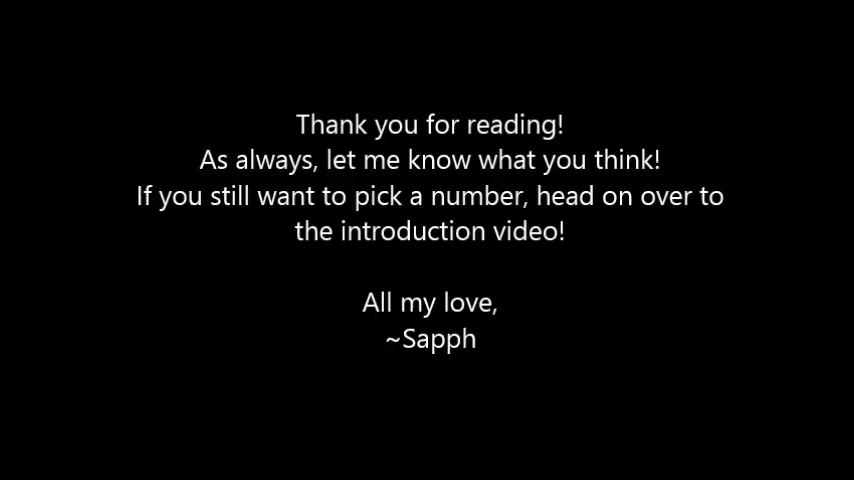 Thank you for reading!
As always, let me know what you think!
If you still want to pick a number, head on over to
the introduction video!
All my love,
~Sapph